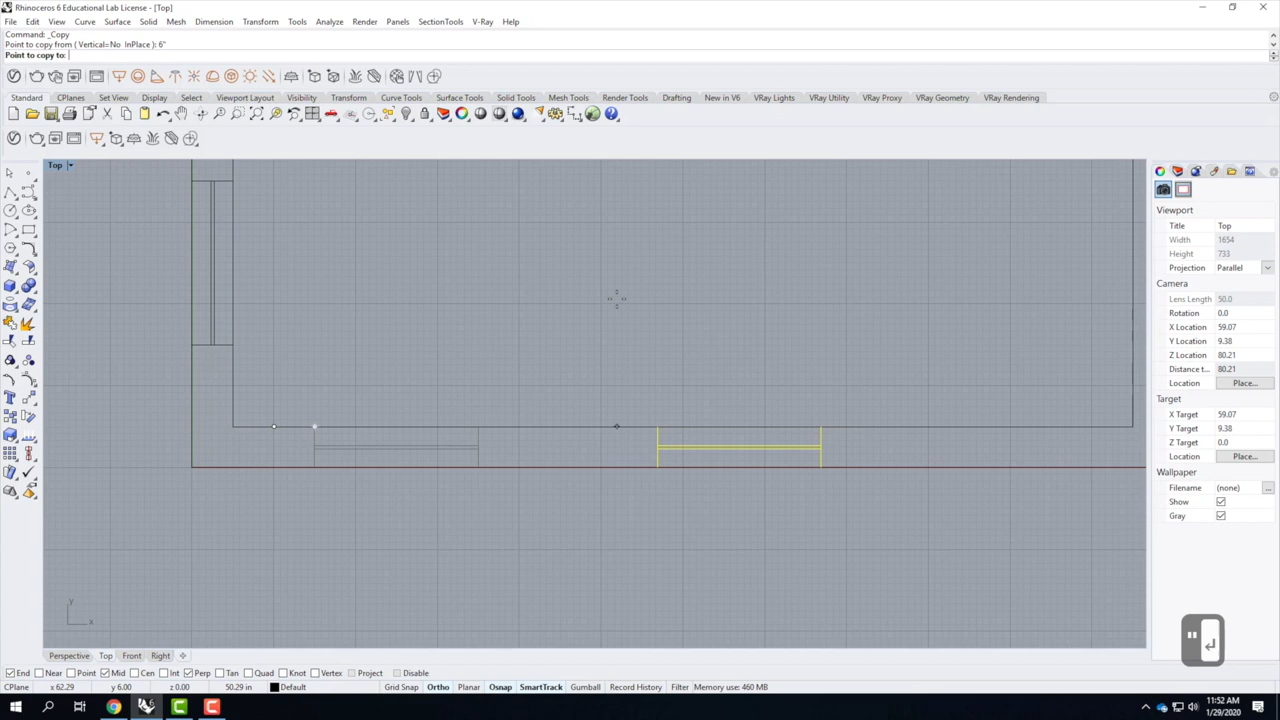 Rhinoceros 6 Educational Lab License - [Top]
File Edit View Curve Surface Solid Mesh Dimension Transform Tools Analyze Render Panels SectionTools V-Ray Help
Command: _Copy
Point to copy from ( Vertical=No InPlace ): 6"
Point to copy to:
Standard CPlanes Set View Display Select Viewport Layout Visibility Transform Curve Tools Surface Tools Solid Tools Mesh Tools Render Tools Drafting New in V6 VRay Lights VRay Utility VRay Proxy VRay Geometry VRay Rendering
Top
Viewport
Title Top
Width 1654
Height 733
Projection Parallel
Camera
Lens Length 50.0
Rotation 0.0
X Location 59.07
Y Location 9.38
Z Location 80.21
Distance t... 80.21
Location Place...
Target
X Target 59.07
Y Target 9.38
Z Target 0.0
Location Place...
Wallpaper
Filename (none) ...
Show
Gray
y
x
"
Perspective Top Front Right
End Near Point Mid Cen Int Perp Tan Quad Knot Vertex Project Disable
CPlane x 62.29 y 6.00 z 0.00 50.29 in Default Grid Snap Ortho Planar Osnap SmartTrack Gumball Record History Filter Memory use: 460 MB
11:52 AM
1/29/2020